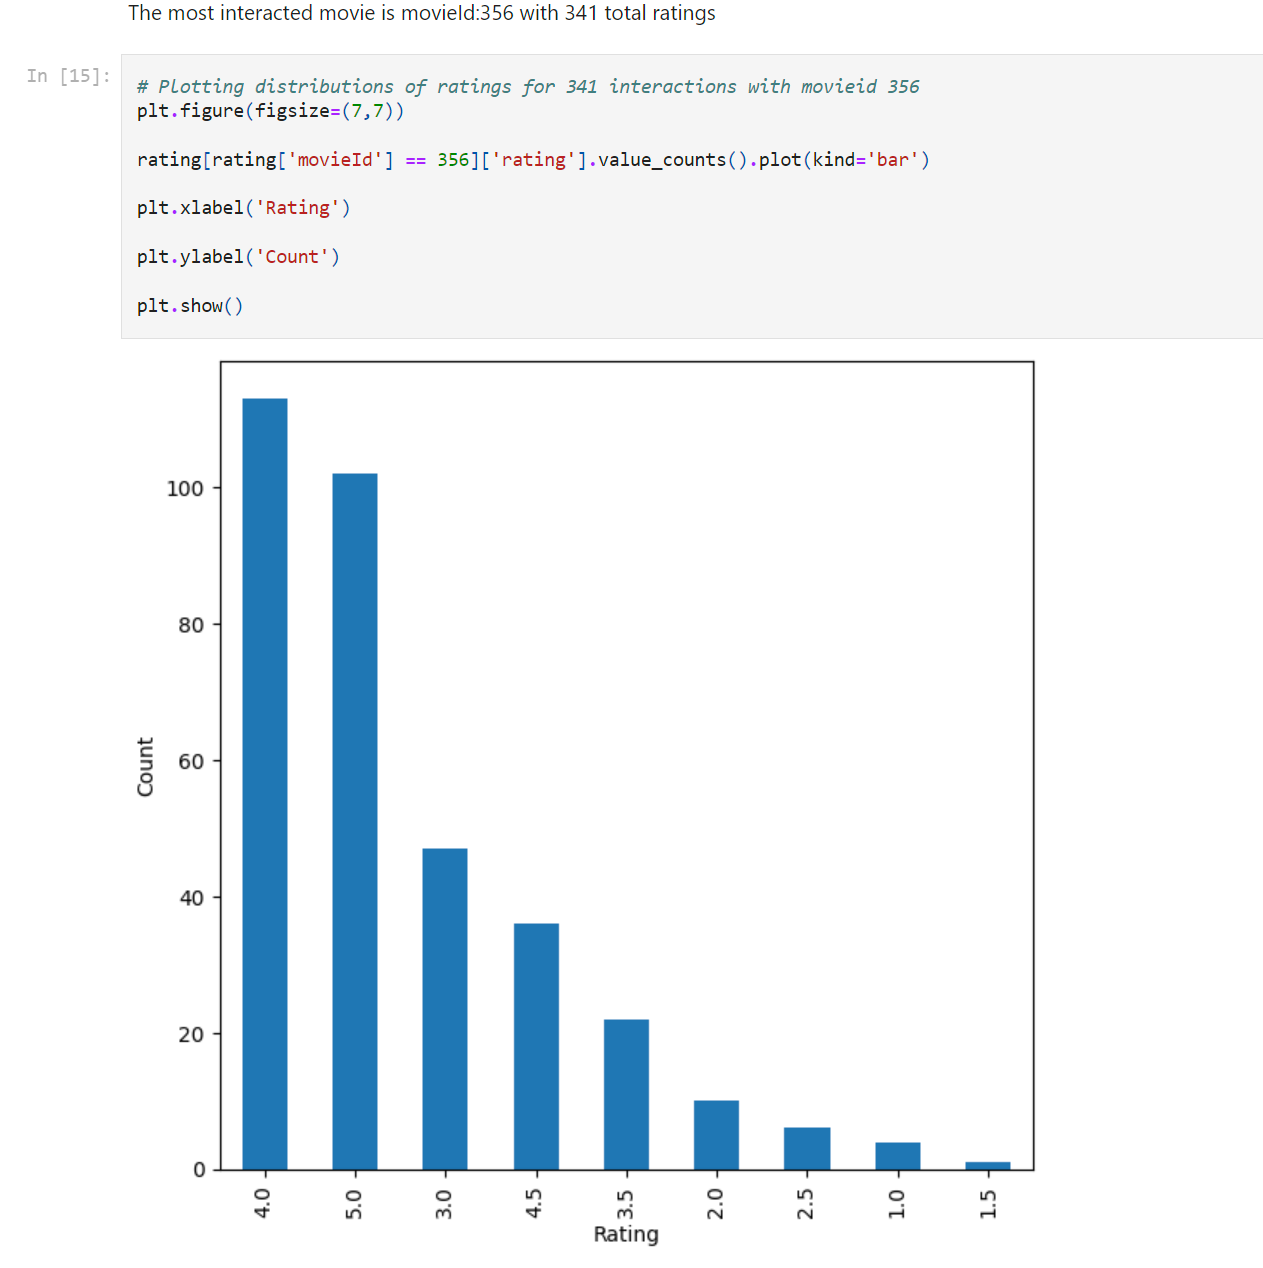 The most interacted movie is movieId:356 with 341 total ratings
In [15]:
# Plotting distributions of ratings for 341 interactions with movieid 356
plt.figure(figsize=(7,7))
rating[rating['movieId'] == 356]['rating'].value_counts().plot(kind='bar')
plt.xlabel('Rating')
plt.ylabel('Count')
plt.show()
100
80
60
40
20
0
Count
4.0 5.0 3.0 4.5 3.5 2.0 2.5 1.0 1.5
Rating